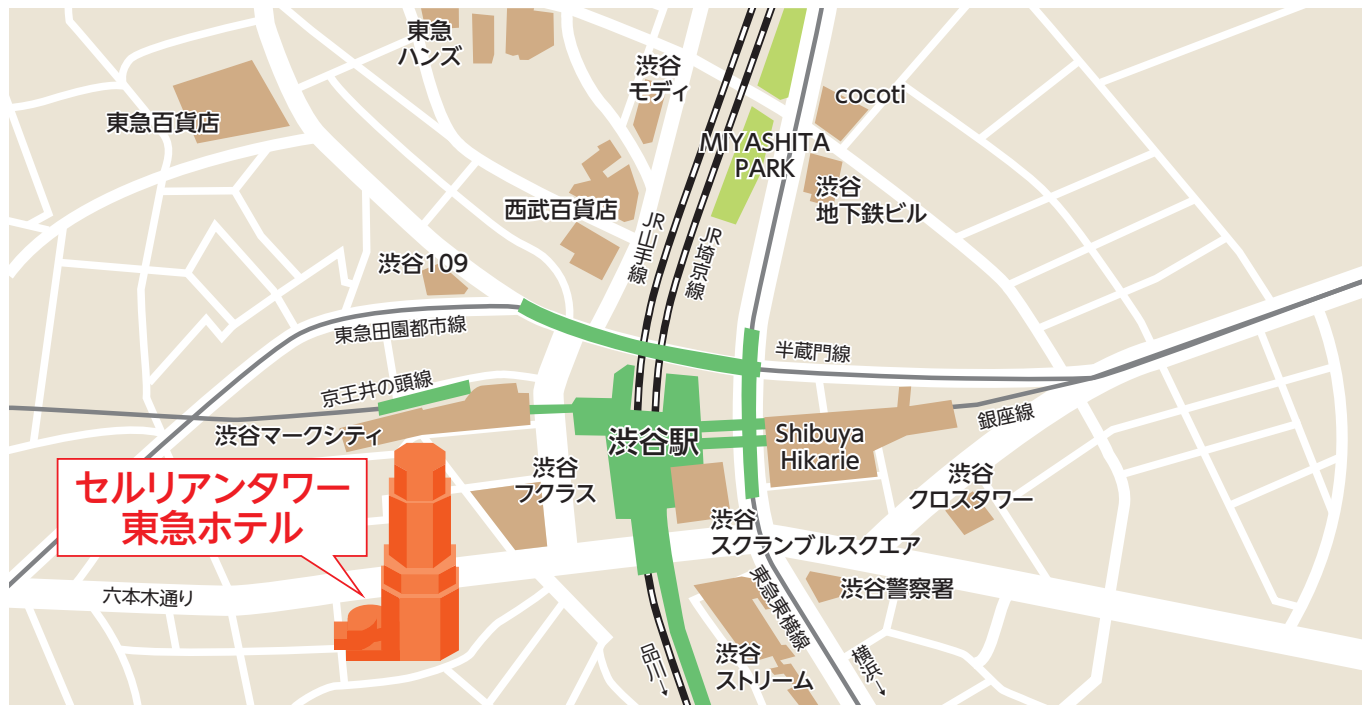 東急
ハンズ
渋谷
モディ
cocoti
東急百貨店
MIYASHITA
PARK
渋谷
地下鉄ビル
西武百貨店
JR山手線
JR埼京線
渋谷109
東急田園都市線
半蔵門線
京王井の頭線
銀座線
渋谷マークシティ
渋谷駅
Shibuya
Hikarie
渋谷
フクラス
渋谷
クロスタワー
セルリアンタワー
東急ホテル
渋谷
スクランブルスクエア
六本木通り
東急東横線
渋谷警察署
品川→
渋谷
ストリーム
横浜→